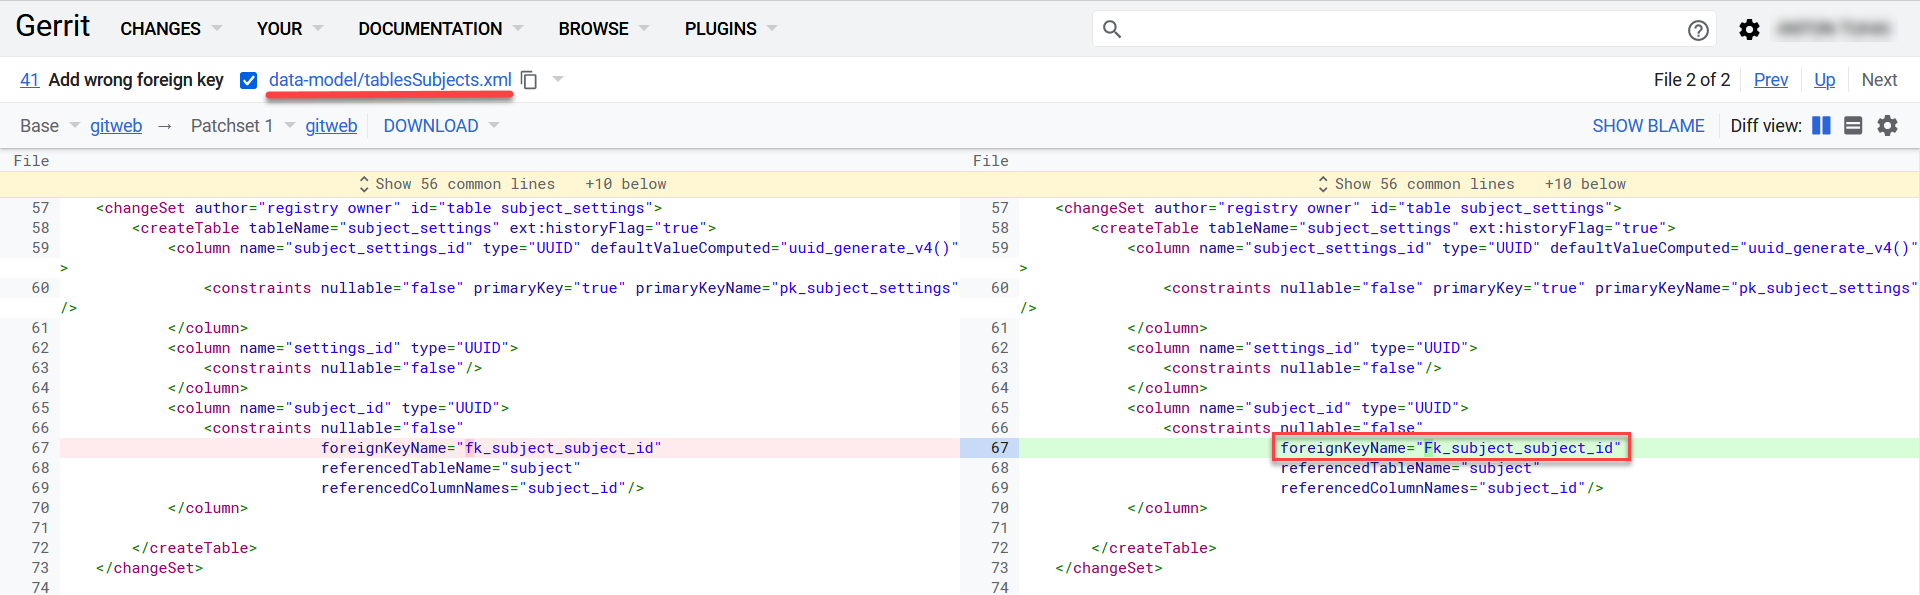 Gerrit CHANGES YOUR DOCUMENTATION BROWSE PLUGINS
41 Add wrong foreign key data-model/tablesSubjects.xml File 2 of 2 Prev Up Next
Base gitweb → Patchset 1 gitweb DOWNLOAD SHOW BLAME Diff view:
File
Show 56 common lines +10 below
57 <changeSet author="registry owner" id="table subject_settings">
58 <createTable tableName="subject_settings" ext:historyFlag="true">
59 <column name="subject_settings_id" type="UUID" defaultValueComputed="uuid_generate_v4()"
>
60 <constraints nullable="false" primaryKey="true" primaryKeyName="pk_subject_settings"
/>
61 </column>
62 <column name="settings_id" type="UUID">
63 <constraints nullable="false"/>
64 </column>
65 <column name="subject_id" type="UUID">
66 <constraints nullable="false"
67 foreignKeyName="fk_subject_subject_id"
68 referencedTableName="subject"
69 referencedColumnNames="subject_id"/>
70 </column>
71
72 </createTable>
73 </changeSet>
74
File
Show 56 common lines +10 below
57 <changeSet author="registry owner" id="table subject_settings">
58 <createTable tableName="subject_settings" ext:historyFlag="true">
59 <column name="subject_settings_id" type="UUID" defaultValueComputed="uuid_generate_v4()"
>
60 <constraints nullable="false" primaryKey="true" primaryKeyName="pk_subject_settings"
/>
61 </column>
62 <column name="settings_id" type="UUID">
63 <constraints nullable="false"/>
64 </column>
65 <column name="subject_id" type="UUID">
66 <constraints nullable="false"
67 foreignKeyName="Fk_subject_subject_id"
68 referencedTableName="subject"
69 referencedColumnNames="subject_id"/>
70 </column>
71
72 </createTable>
73 </changeSet>
74